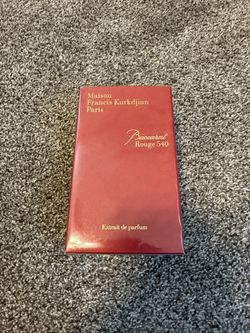 Maison
Francis Kurkdjian
Paris
Baccarat
Rouge 540
Extrait de parfum